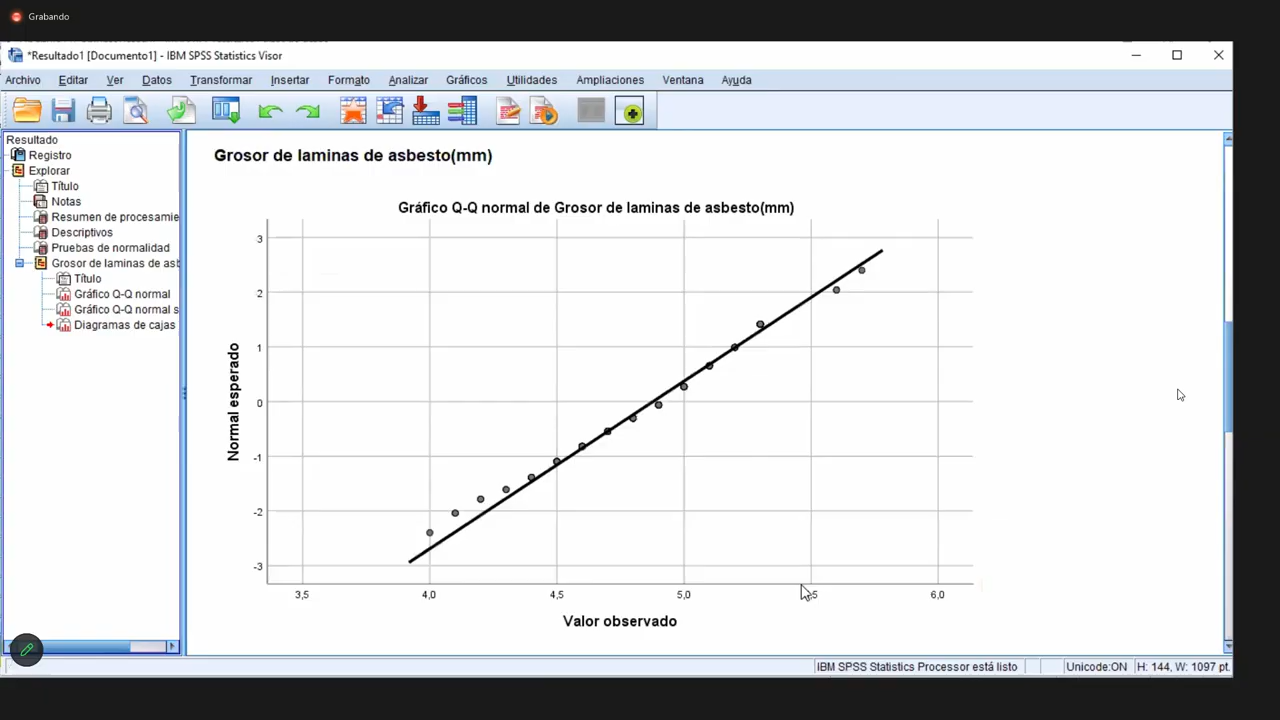 Grabando
*Resultado1 [Documento1] - IBM SPSS Statistics Visor
Archivo Editar Ver Datos Transformar Insertar Formato Analizar Gráficos Utilidades Ampliaciones Ventana Ayuda
Resultado
Registro
Explorar
Título
Notas
Resumen de procesamie
Descriptivos
Pruebas de normalidad
Grosor de laminas de ast
Título
Gráfico Q-Q normal
Gráfico Q-Q normal s
Diagramas de cajas
Grosor de laminas de asbesto(mm)
Gráfico Q-Q normal de Grosor de laminas de asbesto(mm)
Normal esperado
3
2
1
0
-1
-2
-3
3,5 4,0 4,5 5,0 6,0
Valor observado
IBM SPSS Statistics Processor está listo Unicode:ON H: 144, W: 1097 pt.